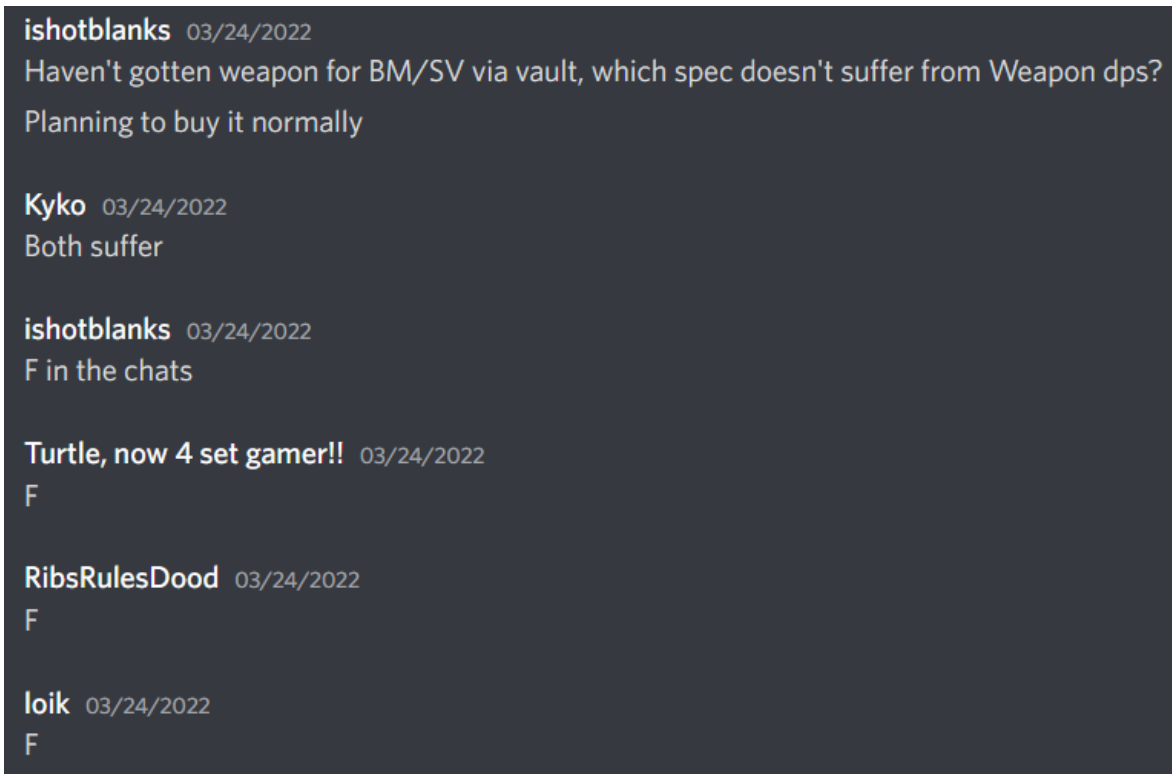 ishotblanks 03/24/2022
Haven't gotten weapon for BM/SV via vault, which spec doesn't suffer from Weapon dps?
Planning to buy it normally
Kyko 03/24/2022
Both suffer
ishotblanks 03/24/2022
F in the chats
Turtle, now 4 set gamer!! 03/24/2022
F
RibsRulesDood 03/24/2022
F
loik 03/24/2022
F